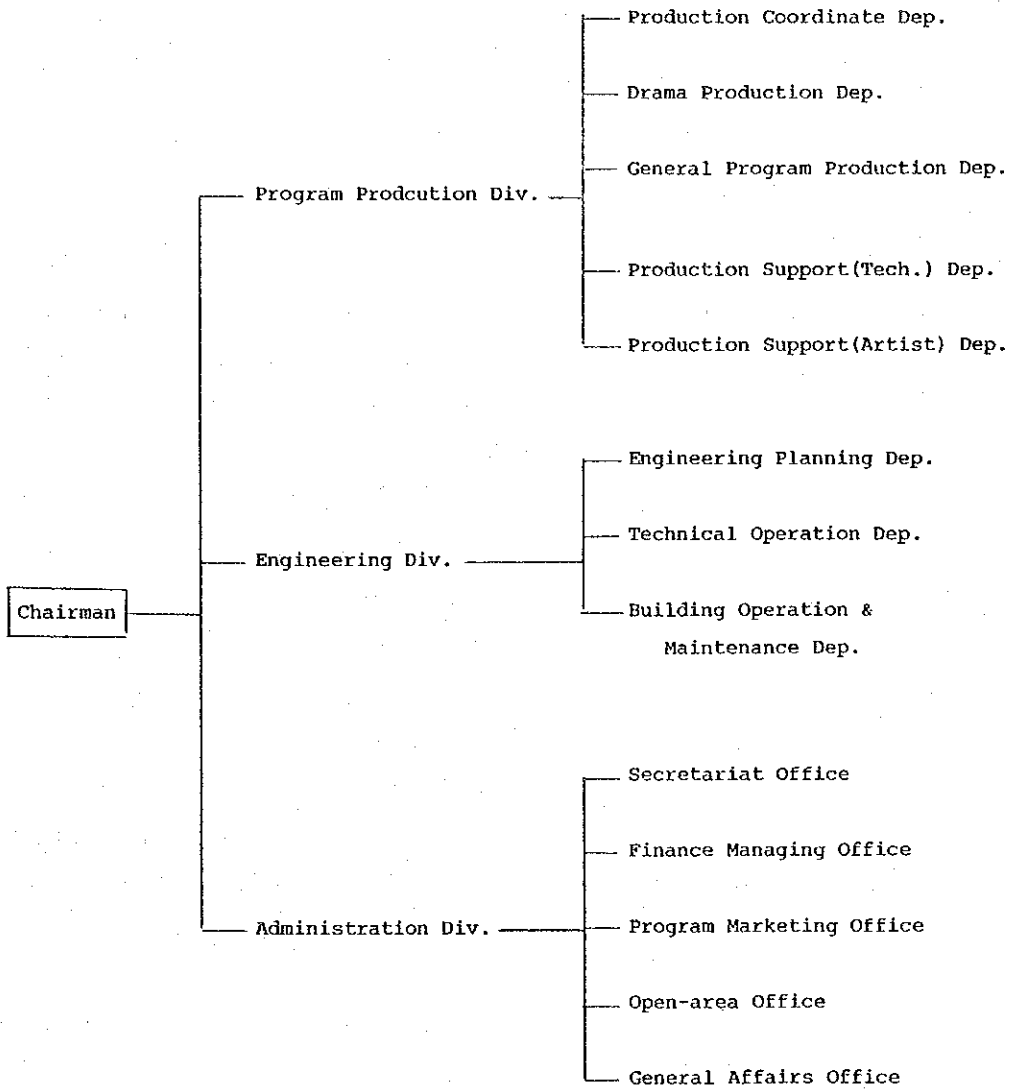 Production Coordinate Dep.
Drama Production Dep.
General Program Production Dep.
Program Prodcution Div.
Production Support(Tech.) Dep.
Production Support(Artist) Dep.
Engineering Planning Dep.
Technical Operation Dep.
Engineering Div.
Chairman
Building Operation &
Maintenance Dep.
Secretariat Office
Finance Managing Office
Program Marketing Office
Administration Div.
Open-area Office
General Affairs Office